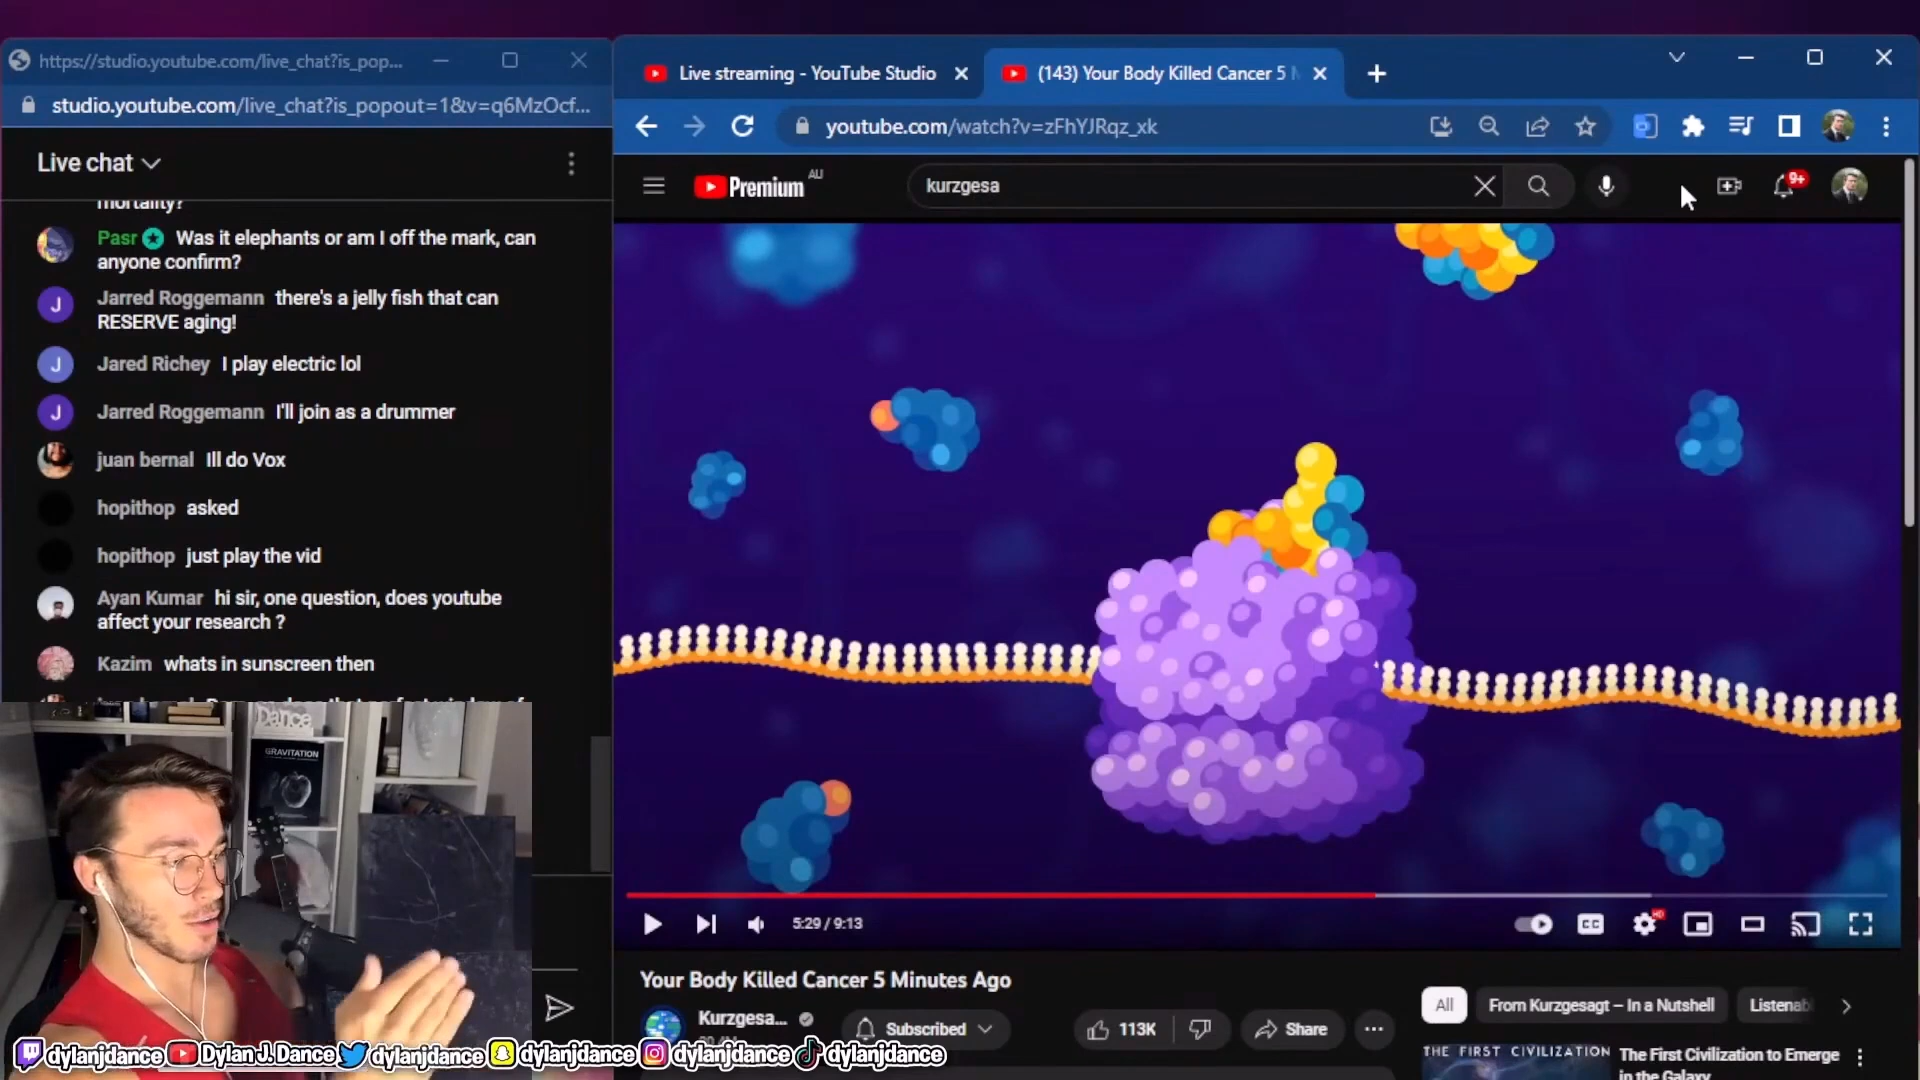 https://studio.youtube.com/live_chat?is_pop...
studio.youtube.com/live_chat?is_popout=1&v=q6MzOcf...
Live chat
mortality?
Pasr Was it elephants or am I off the mark, can
anyone confirm?
J
Jarred Roggemann there's a jelly fish that can
RESERVE aging!
J
Jared Richey I play electric lol
J
Jarred Roggemann I'll join as a drummer
juan bernal Ill do Vox
hopithop asked
hopithop just play the vid
Ayan Kumar hi sir, one question, does youtube
affect your research ?
Kazim whats in sunscreen then
Dance
GRAVITATION
Live streaming - YouTube Studio
(143) Your Body Killed Cancer 5 M
youtube.com/watch?v=zFhYJRqz_xk
Premium AU
kurzgesa
9+
5:29 / 9:13
CC
HD
Your Body Killed Cancer 5 Minutes Ago
Kurzgesa...
Subscribed
113K
Share
All
From Kurzgesagt – In a Nutshell
Listenab
THE FIRST CIVILIZATION
The First Civilization to Emerge
in the Galaxy
dylanjdance Dylan J. Dance dylanjdance dylanjdance dylanjdance dylanjdance